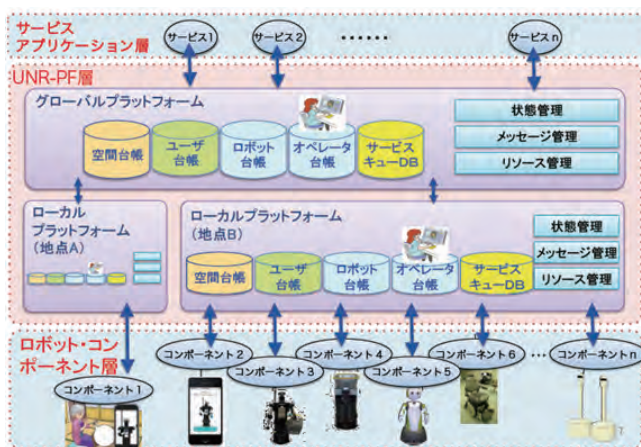 サービス
アプリケーション層
サービス1
サービス2
……
サービスn
UNR-PF層
グローバルプラットフォーム
空間台帳
ユーザ
台帳
ロボット
台帳
オペレータ
台帳
サービス
キューDB
状態管理
メッセージ管理
リソース管理
ローカル
プラットフォーム
(地点A)
ローカルプラットフォーム
(地点B)
空間台帳
ユーザ
台帳
ロボット
台帳
オペレータ
台帳
サービス
キューDB
状態管理
メッセージ管理
リソース管理
ロボット・コン
ポーネント層
コンポーネント1
コンポーネント2
コンポーネント3
コンポーネント4
コンポーネント5
コンポーネント6
…
コンポーネントn
7